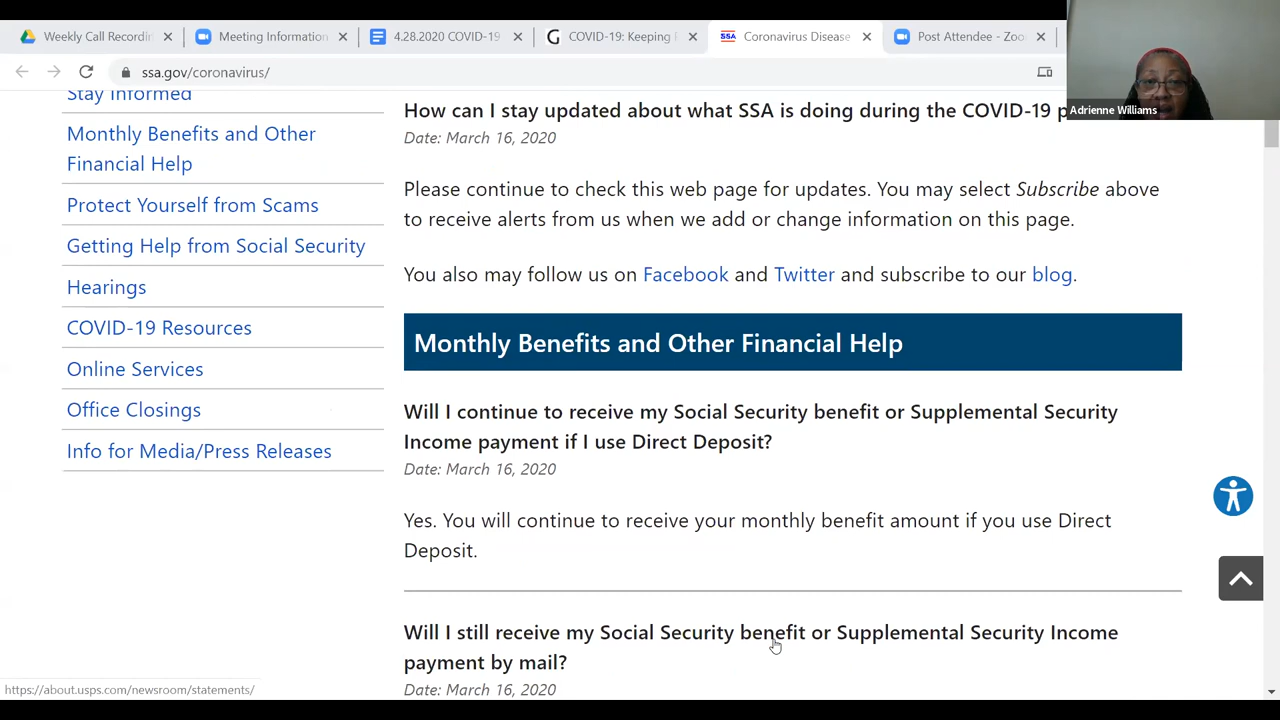 Weekly Call Recordin
Meeting Information
4.28.2020 COVID-19
COVID-19: Keeping
Coronavirus Disease
Post Attendee - Zoo
ssa.gov/coronavirus/
Adrienne Williams
Stay Informed
Monthly Benefits and Other
Financial Help
Protect Yourself from Scams
Getting Help from Social Security
Hearings
COVID-19 Resources
Online Services
Office Closings
Info for Media/Press Releases
How can I stay updated about what SSA is doing during the COVID-19 p
Date: March 16, 2020
Please continue to check this web page for updates. You may select Subscribe above
to receive alerts from us when we add or change information on this page.
You also may follow us on Facebook and Twitter and subscribe to our blog.
Monthly Benefits and Other Financial Help
Will I continue to receive my Social Security benefit or Supplemental Security
Income payment if I use Direct Deposit?
Date: March 16, 2020
Yes. You will continue to receive your monthly benefit amount if you use Direct
Deposit.
Will I still receive my Social Security benefit or Supplemental Security Income
payment by mail?
Date: March 16, 2020
https://about.usps.com/newsroom/statements/